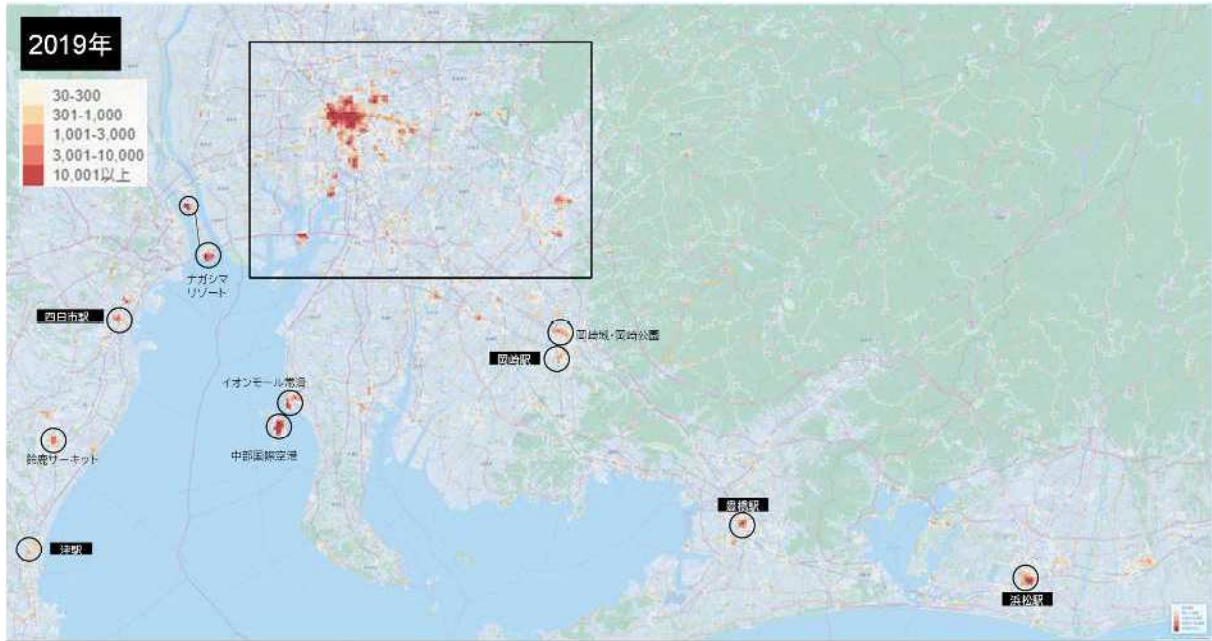 2019年
30-300
301-1,000
1,001-3,000
3,001-10,000
10,001以上
ナガシマ
リゾート
四日市駅
岡崎城・岡崎公園
岡崎駅
イオンモール常滑
中部国際空港
鈴鹿サーキット
豊橋駅
津駅
浜松駅